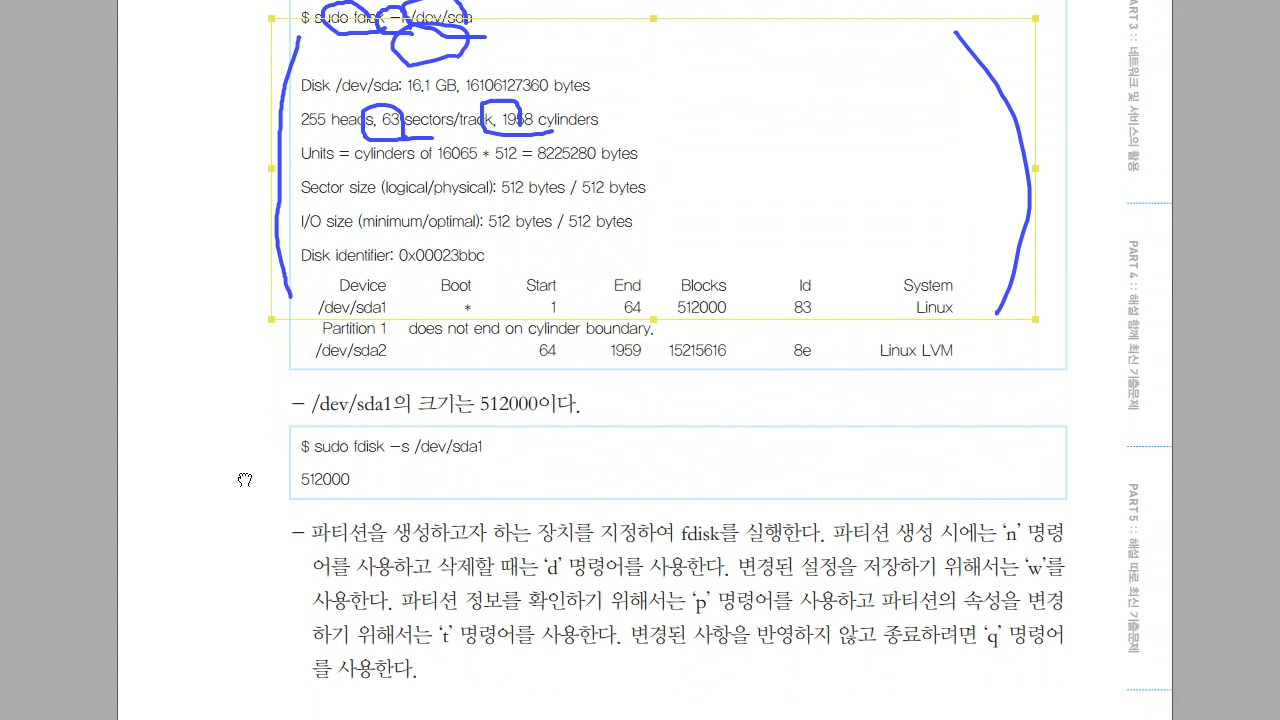 $ sudo fdisk -l /dev/sda
Disk /dev/sda: 16.1 GB, 16106127360 bytes
255 heads, 63 sectors/track, 1958 cylinders
Units = cylinders of 16065 * 512 = 8225280 bytes
Sector size (logical/physical): 512 bytes / 512 bytes
I/O size (minimum/optimal): 512 bytes / 512 bytes
Disk identifier:
Device Boot Start End Blocks Id System
/dev/sda1 * 1 64 512000 83 Linux
Partition 1 does not end on cylinder boundary.
/dev/sda2 64 1959 15215616 8e Linux LVM
– /dev/sda1의 크기는 512000이다.
$ sudo fdisk -s /dev/sda1
512000
– 파티션을 생성하고자 하는 장치를 지정하여 fdisk를 실행한다. 파티션 생성 시에는 ‘n’ 명령
어를 사용하고 삭제할 때는 ‘d’ 명령어를 사용한다. 변경된 설정을 저장하기 위해서는 ‘w’를
사용한다. 파티션 정보를 확인하기 위해서는 ‘p’ 명령어를 사용하고 파티션의 속성을 변경
하기 위해서는 ‘t’ 명령어를 사용한다. 변경된 사항을 반영하지 않고 종료하려면 ‘q’ 명령어
를 사용한다.
PART 3 :: 네트워크 및 서비스의 활용
PART 4 :: 해설 함께 최신 기출문제
PART 5 :: 해설 따로 최신 기출문제